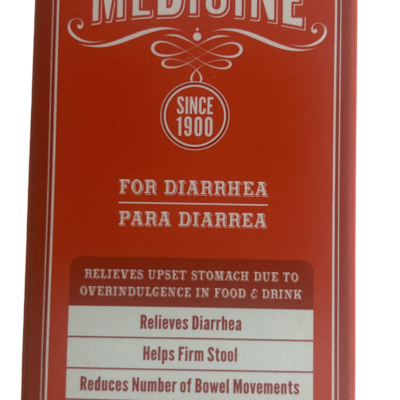 MEDICINE
SINCE
1900
FOR DIARRHEA
PARA DIARREA
RELIEVES UPSET STOMACH DUE TO
OVERINDULGENCE IN FOOD & DRINK
Relieves Diarrhea
Helps Firm Stool
Reduces Number of Bowel Movements